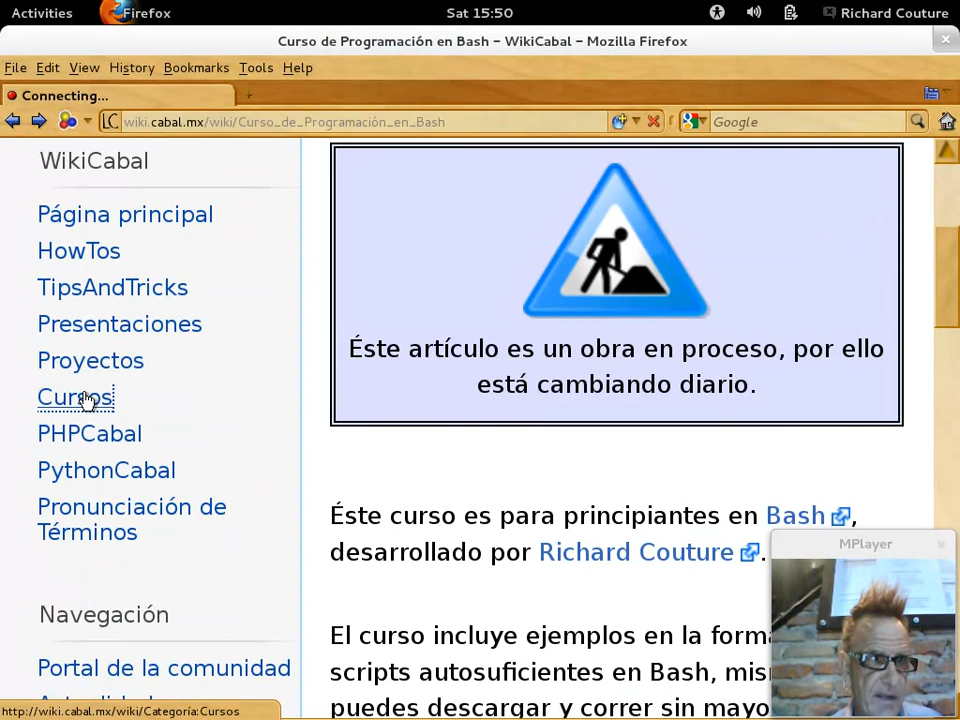 Activities Firefox Sat 15:50 Richard Couture
Curso de Programación en Bash – WikiCabal – Mozilla Firefox
File Edit View History Bookmarks Tools Help
Connecting...
wiki.cabal.mx/wiki/Curso_de_Programación_en_Bash Google
WikiCabal
Página principal
HowTos
TipsAndTricks
Presentaciones
Proyectos
Cursos
PHPCabal
PythonCabal
Pronunciación de
Términos
Navegación
Portal de la comunidad
Éste artículo es un obra en proceso, por ello
está cambiando diario.
Éste curso es para principiantes en Bash,
desarrollado por Richard Couture.
El curso incluye ejemplos en la
scripts autosuficientes en Bash,
puedes descargar y correr sin
MPlayer
http://wiki.cabal.mx/wiki/Categoría:Cursos